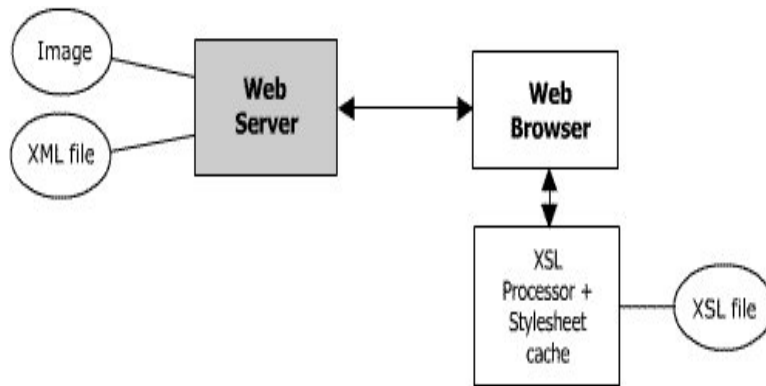 Image
XML file
Web
Server
Web
Browser
XSL
Processor +
Stylesheet
cache
XSL file